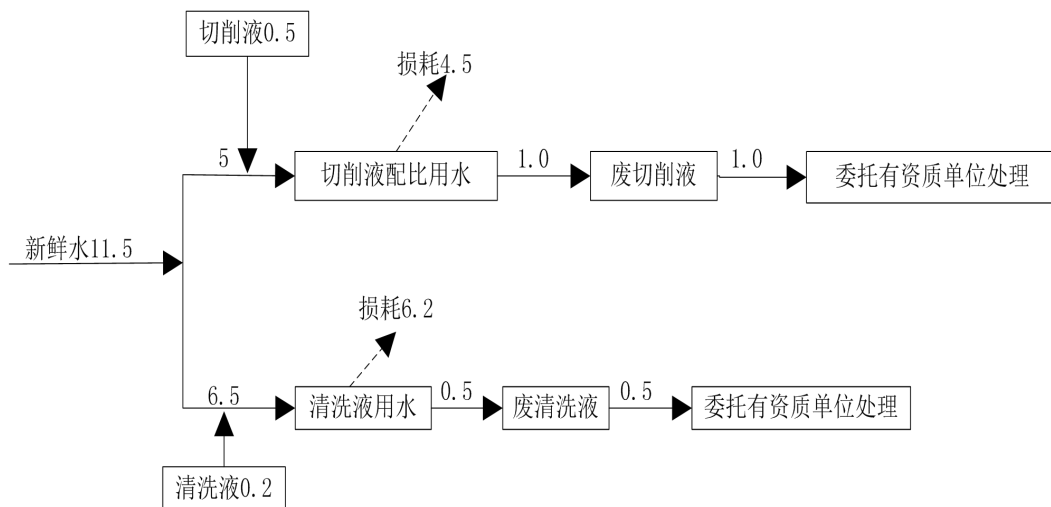 切削液0.5
损耗4.5
5
切削液配比用水
1.0
废切削液
1.0
委托有资质单位处理
新鲜水11.5
损耗6.2
6.5
清洗液用水
0.5
废清洗液
0.5
委托有资质单位处理
清洗液0.2